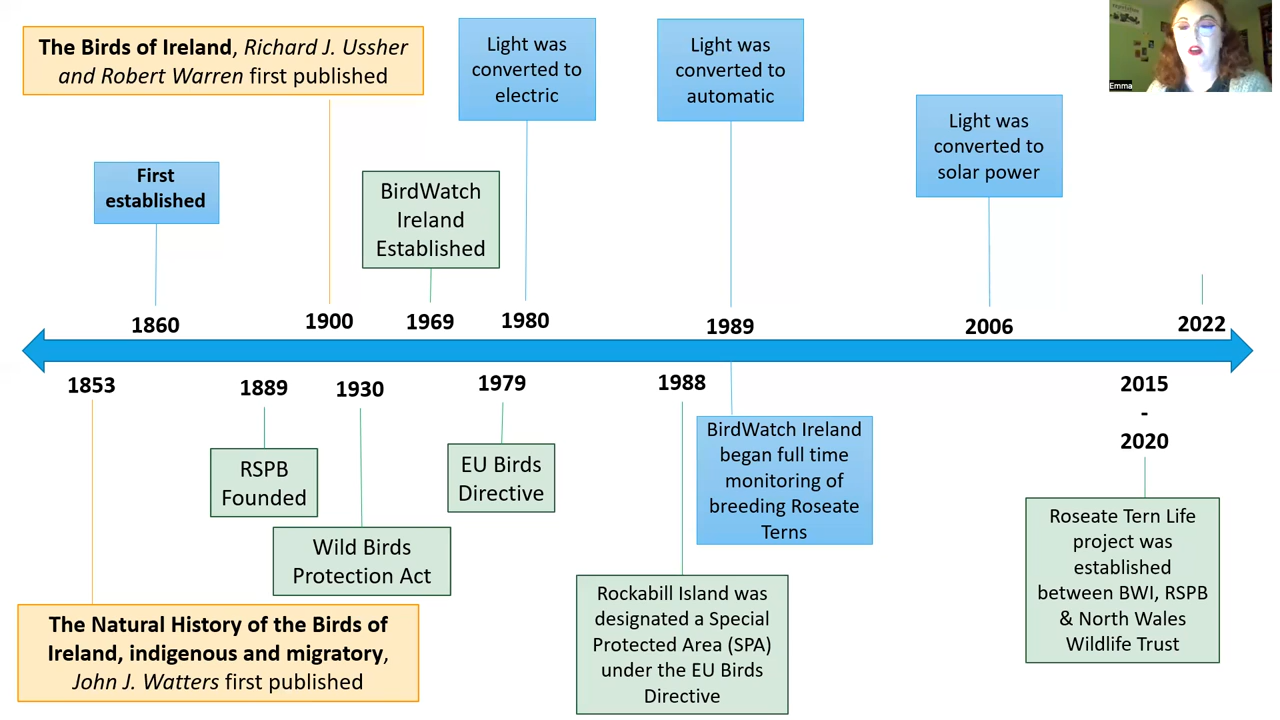 The Birds of Ireland, Richard J. Ussher
and Robert Warren first published
Light was
converted to
electric
Light was
converted to
automatic
Emma
Light was
converted to
solar power
First
established
BirdWatch
Ireland
Established
1860
1900
1969
1980
1989
2006
2022
1853
1889
1930
1979
1988
2015
-
2020
RSPB
Founded
Wild Birds
Protection Act
EU Birds
Directive
BirdWatch Ireland
began full time
monitoring of
breeding Roseate
Terns
Rockabill Island was
designated a Special
Protected Area (SPA)
under the EU Birds
Directive
Roseate Tern Life
project was
established
between BWI, RSPB
& North Wales
Wildlife Trust
The Natural History of the Birds of
Ireland, indigenous and migratory,
John J. Watters first published